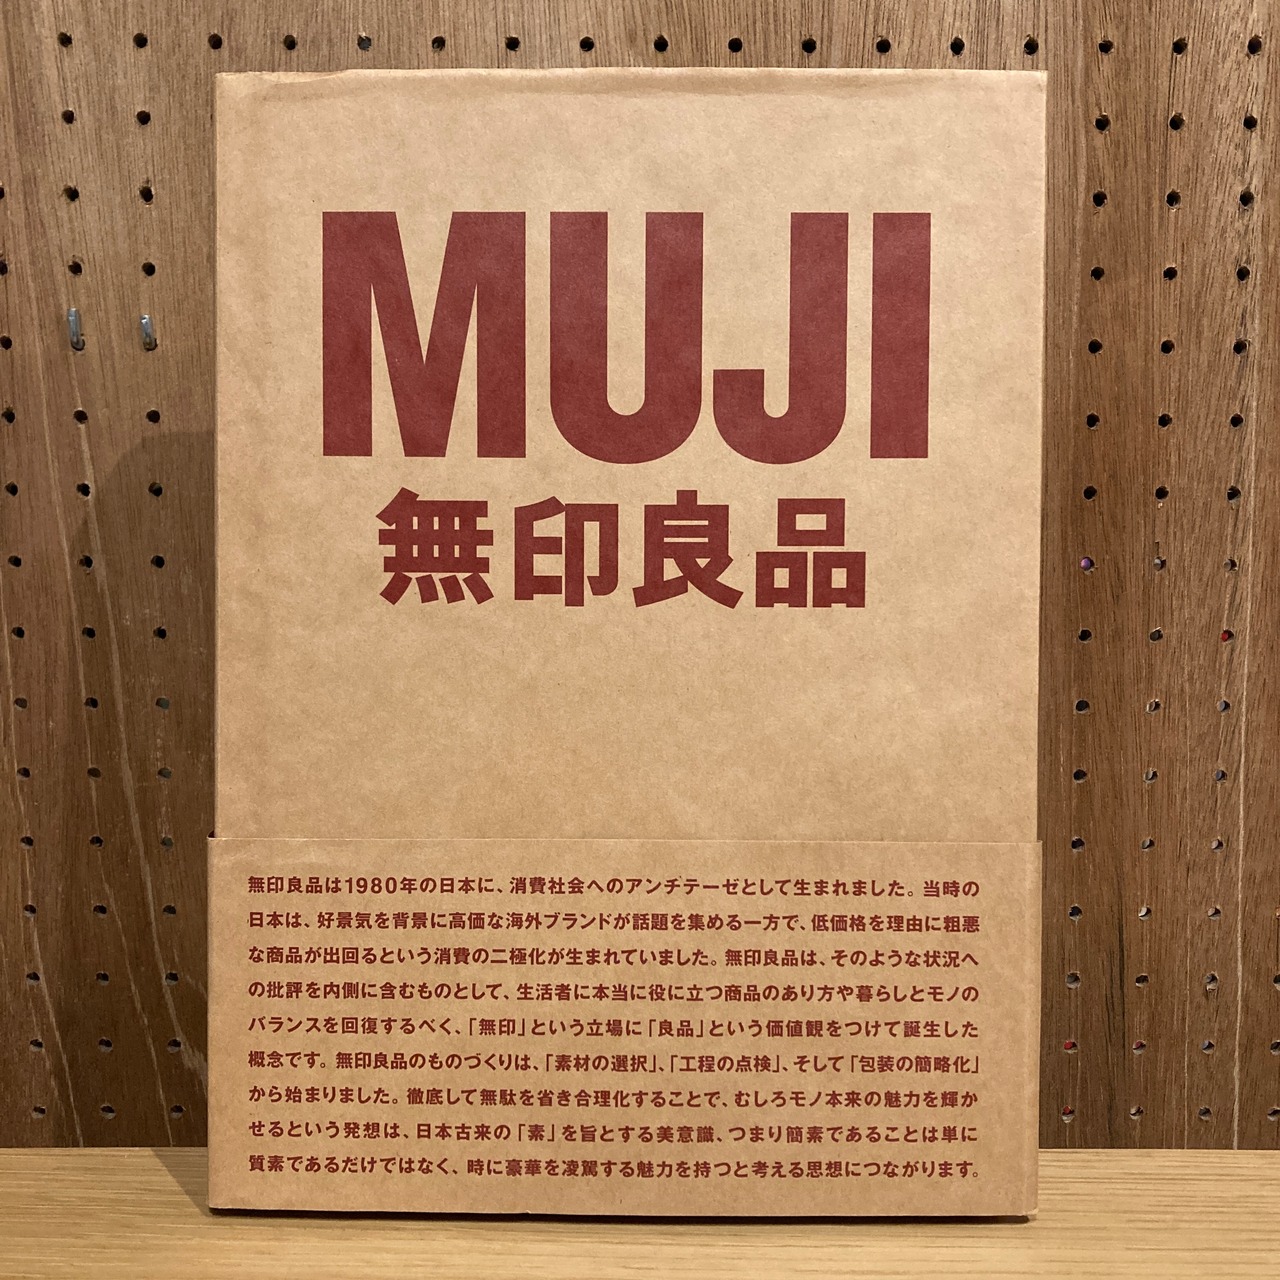 MUJI
無印良品
無印良品は1980年の日本に、消費社会へのアンチテーゼとして生まれました。当時の
日本は、好景気を背景に高価な海外ブランドが話題を集める一方で、低価格を理由に粗悪
な商品が出回るという消費の二極化が生まれていました。無印良品は、そのような状況へ
の批評を内側に含むものとして、生活者に本当に役に立つ商品のあり方や暮らしとモノの
バランスを回復するべく、「無印」という立場に「良品」という価値観をつけて誕生した
概念です。無印良品のものづくりは、「素材の選択」、「工程の点検」、そして「包装の簡略化」
から始まりました。徹底して無駄を省き合理化することで、むしろモノ本来の魅力を輝か
せるという発想は、日本古来の「素」を旨とする美意識、つまり簡素であることは単に
質素であるだけではなく、時に豪華を凌駕する魅力を持つと考える思想につながります。